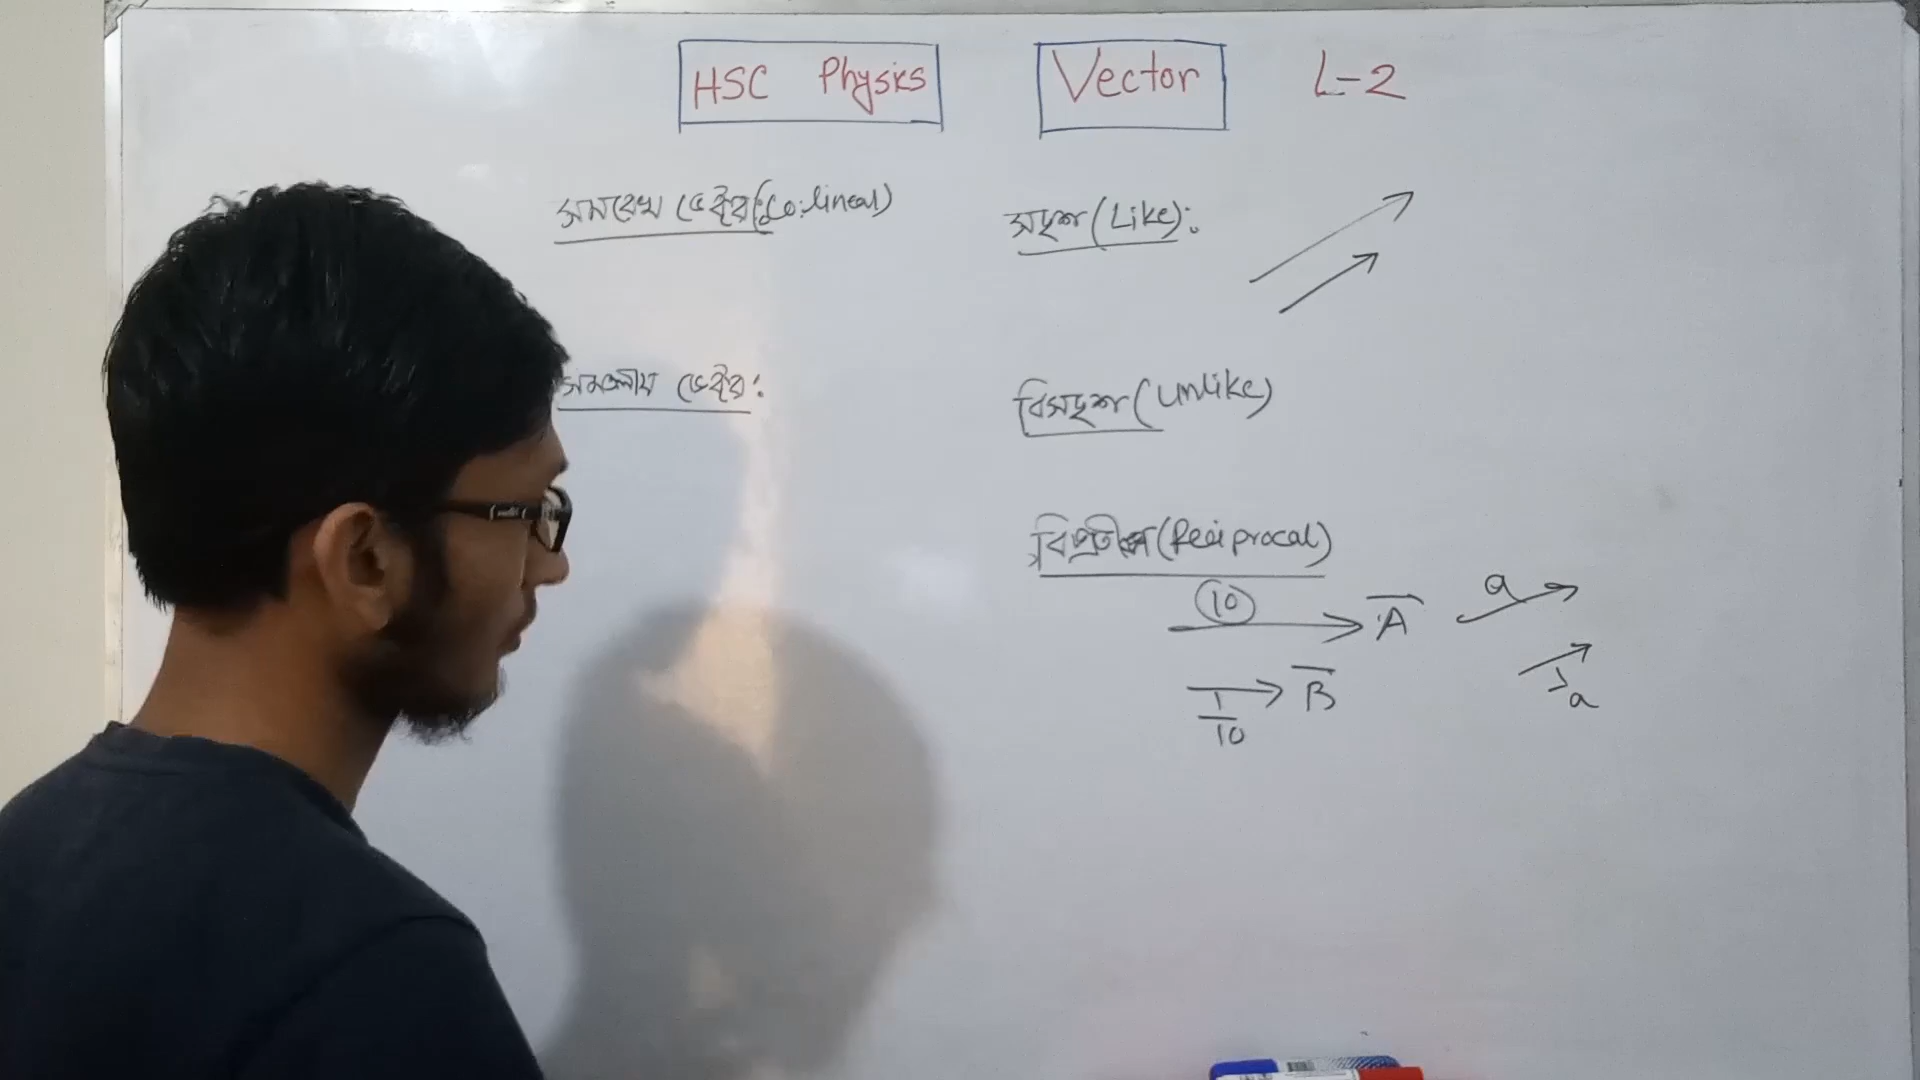 HSC Physics Vector L-2
সমরেখ ভেক্টর (Co-lineal)
সমতলীয় ভেক্টর:
সদৃশ (Like):
বিসদৃশ (Unlike)
বিপ্রতীপ (Reciprocal)
10
A
B
1/10
a
1/a